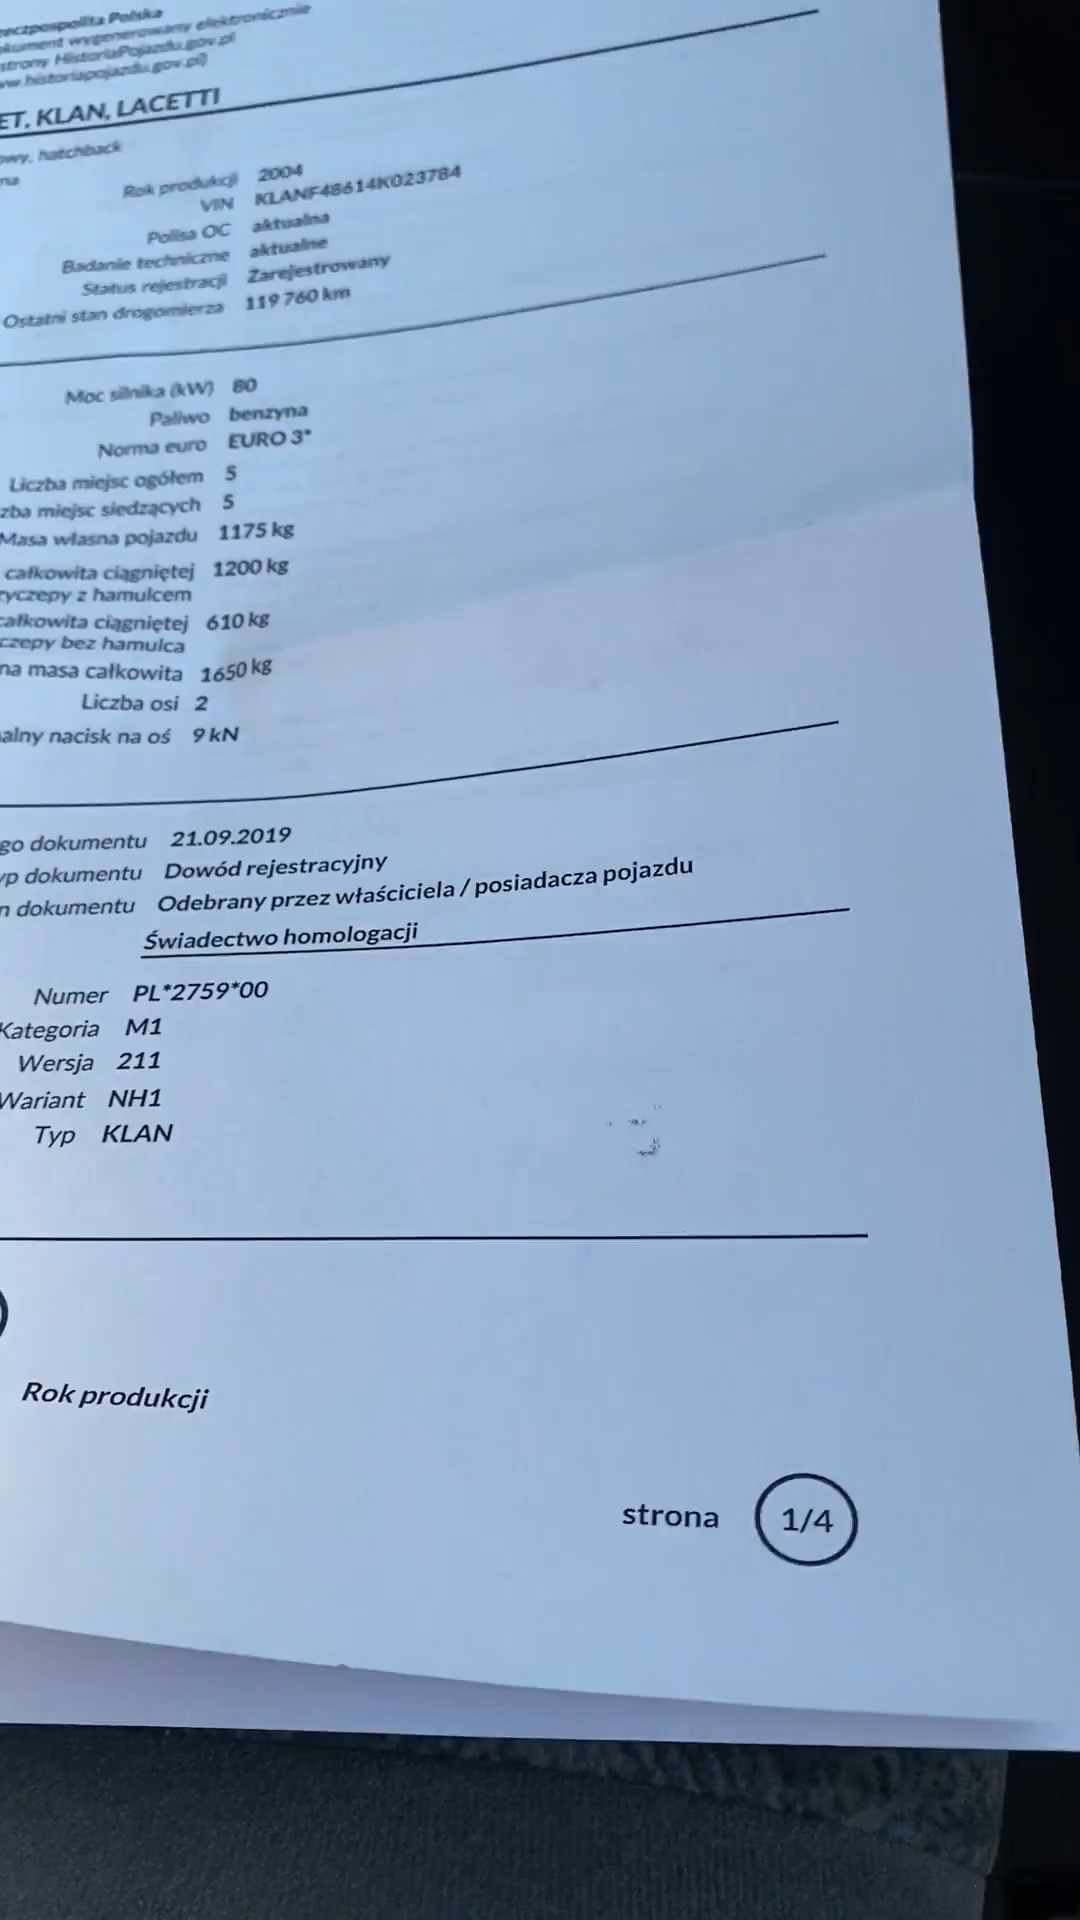 Rzeczpospolita Polska
dokument wygenerowany elektronicznie
strony HistoriaPojazdu.gov.pl
www.historiapojazdu.gov.pl)
ET, KLAN, LACETTI
owy, hatchback
na
Rok produkcji 2004
VIN KLANF48614K023784
Polisa OC aktualna
Badanie techniczne aktualne
Status rejestracji Zarejestrowany
Ostatni stan drogomierza 119 760 km
Moc silnika (kW) 80
Paliwo benzyna
Norma euro EURO 3*
Liczba miejsc ogółem 5
zba miejsc siedzących 5
Masa własna pojazdu 1175 kg
całkowita ciągniętej 1200 kg
yczepy z hamulcem
całkowita ciągniętej 610 kg
czepy bez hamulca
na masa całkowita 1650 kg
Liczba osi 2
alny nacisk na oś 9 kN
go dokumentu 21.09.2019
yp dokumentu Dowód rejestracyjny
n dokumentu Odebrany przez właściciela / posiadacza pojazdu
Świadectwo homologacji
Numer PL*2759*00
Kategoria M1
Wersja 211
Wariant NH1
Typ KLAN
Rok produkcji
strona 1/4